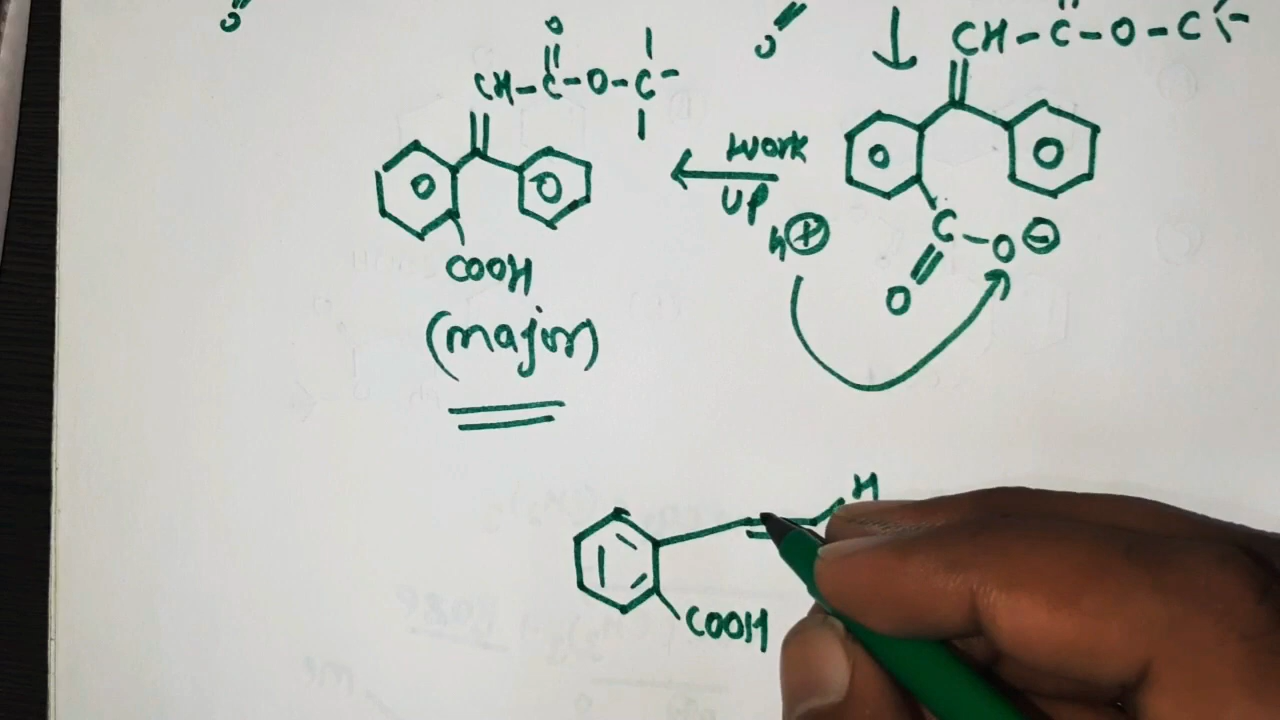 O
O
O
CH-C-O-C
O
CH-C-O-C-
O
O
O
O
COOH
(major)
work
up
H⊕
C-O⊖
O
H
COOH